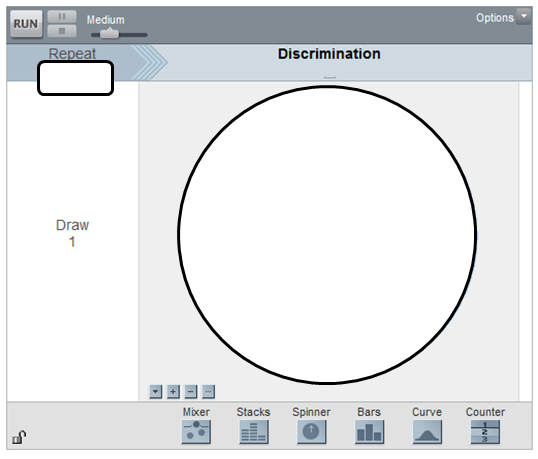 RUN
Medium
Options
Repeat
Discrimination
Draw
1
Mixer
Stacks
Spinner
Bars
Curve
Counter
1
2
3